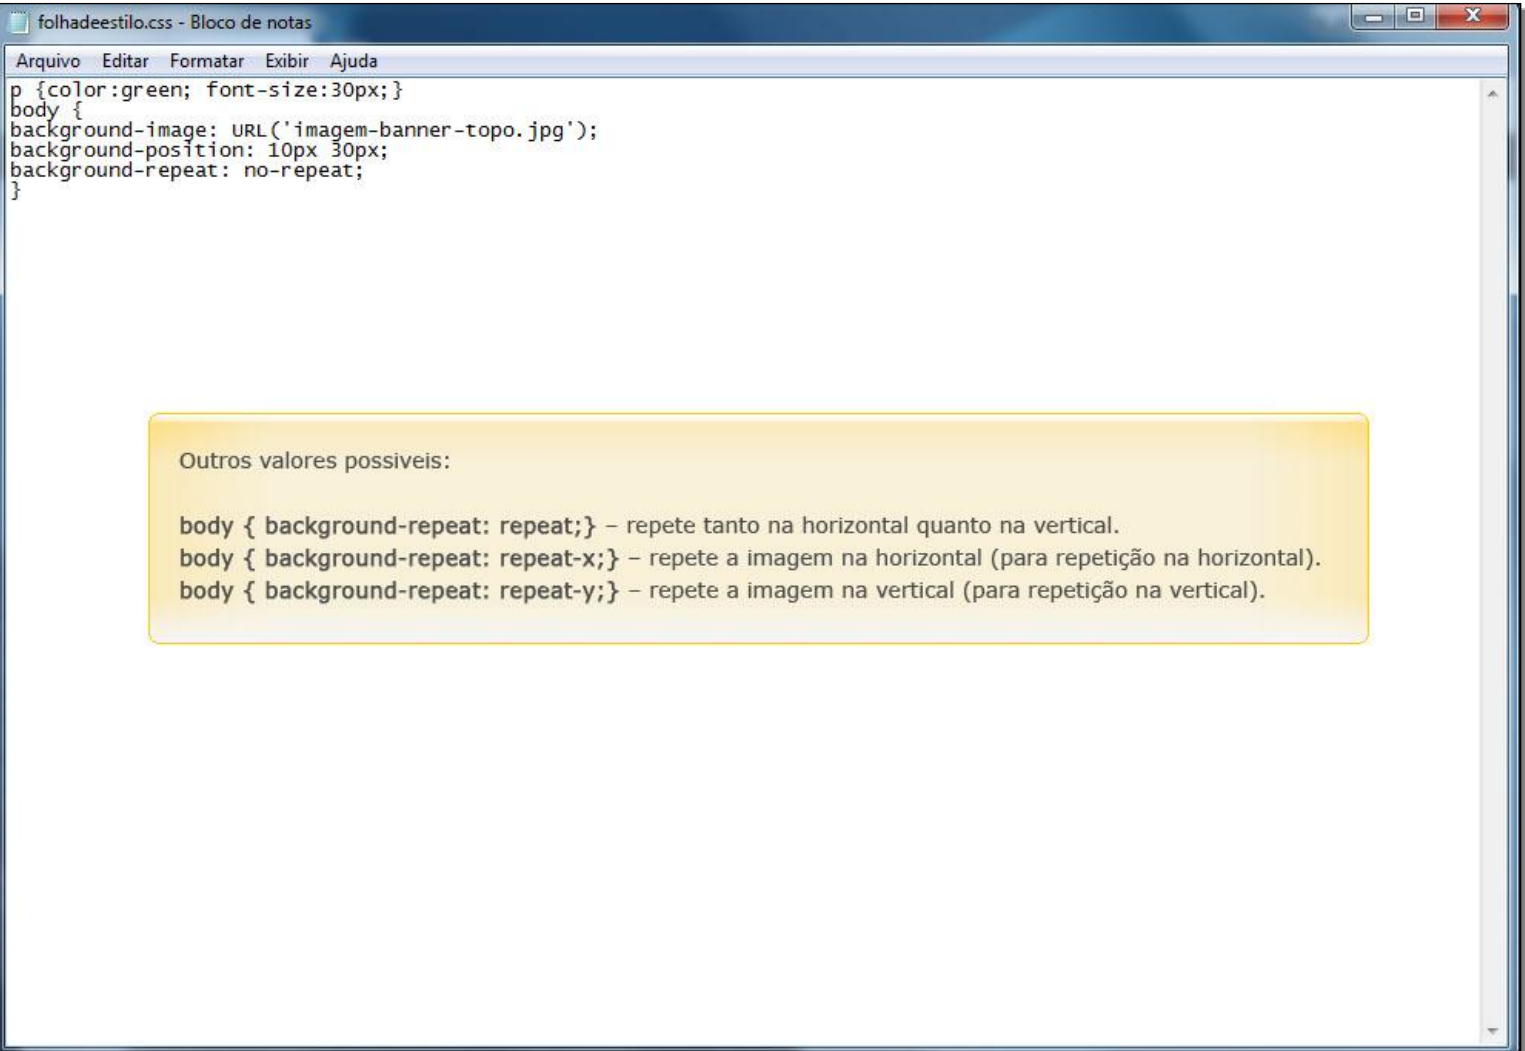 folhadeestilo.css - Bloco de notas
Arquivo Editar Formatar Exibir Ajuda
p {color:green; font-size:30px;}
body {
background-image: URL('imagem-banner-topo.jpg');
background-position: 10px 30px;
background-repeat: no-repeat;
}
Outros valores possiveis:
body { background-repeat: repeat;} – repete tanto na horizontal quanto na vertical.
body { background-repeat: repeat-x;} – repete a imagem na horizontal (para repetição na horizontal).
body { background-repeat: repeat-y;} – repete a imagem na vertical (para repetição na vertical).